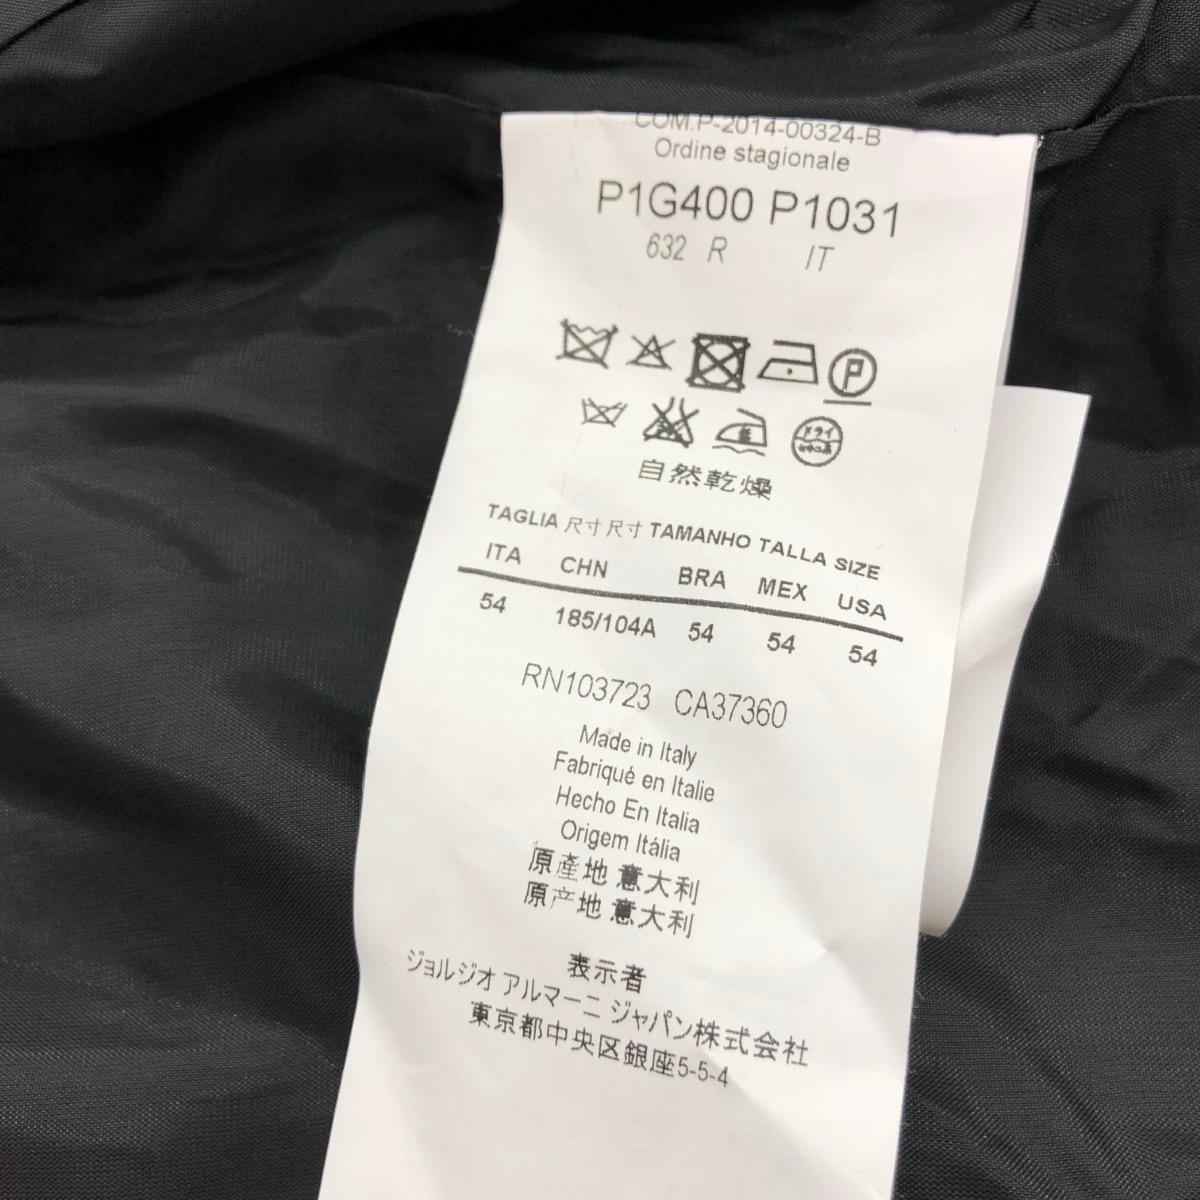 COM.P-2014-00324-B
Ordine stagionale
P1G400 P1031
632 R IT
P
ドライ
自然乾燥
TAGLIA 尺寸 尺寸 TAMANHO TALLA SIZE
ITA CHN BRA MEX USA
54 185/104A 54 54 54
RN103723 CA37360
Made in Italy
Fabriqué en Italie
Hecho En Italia
Origem Itália
原產地 意大利
原产地 意大利
表示者
ジョルジオ アルマーニ ジャパン株式会社
東京都中央区銀座5-5-4